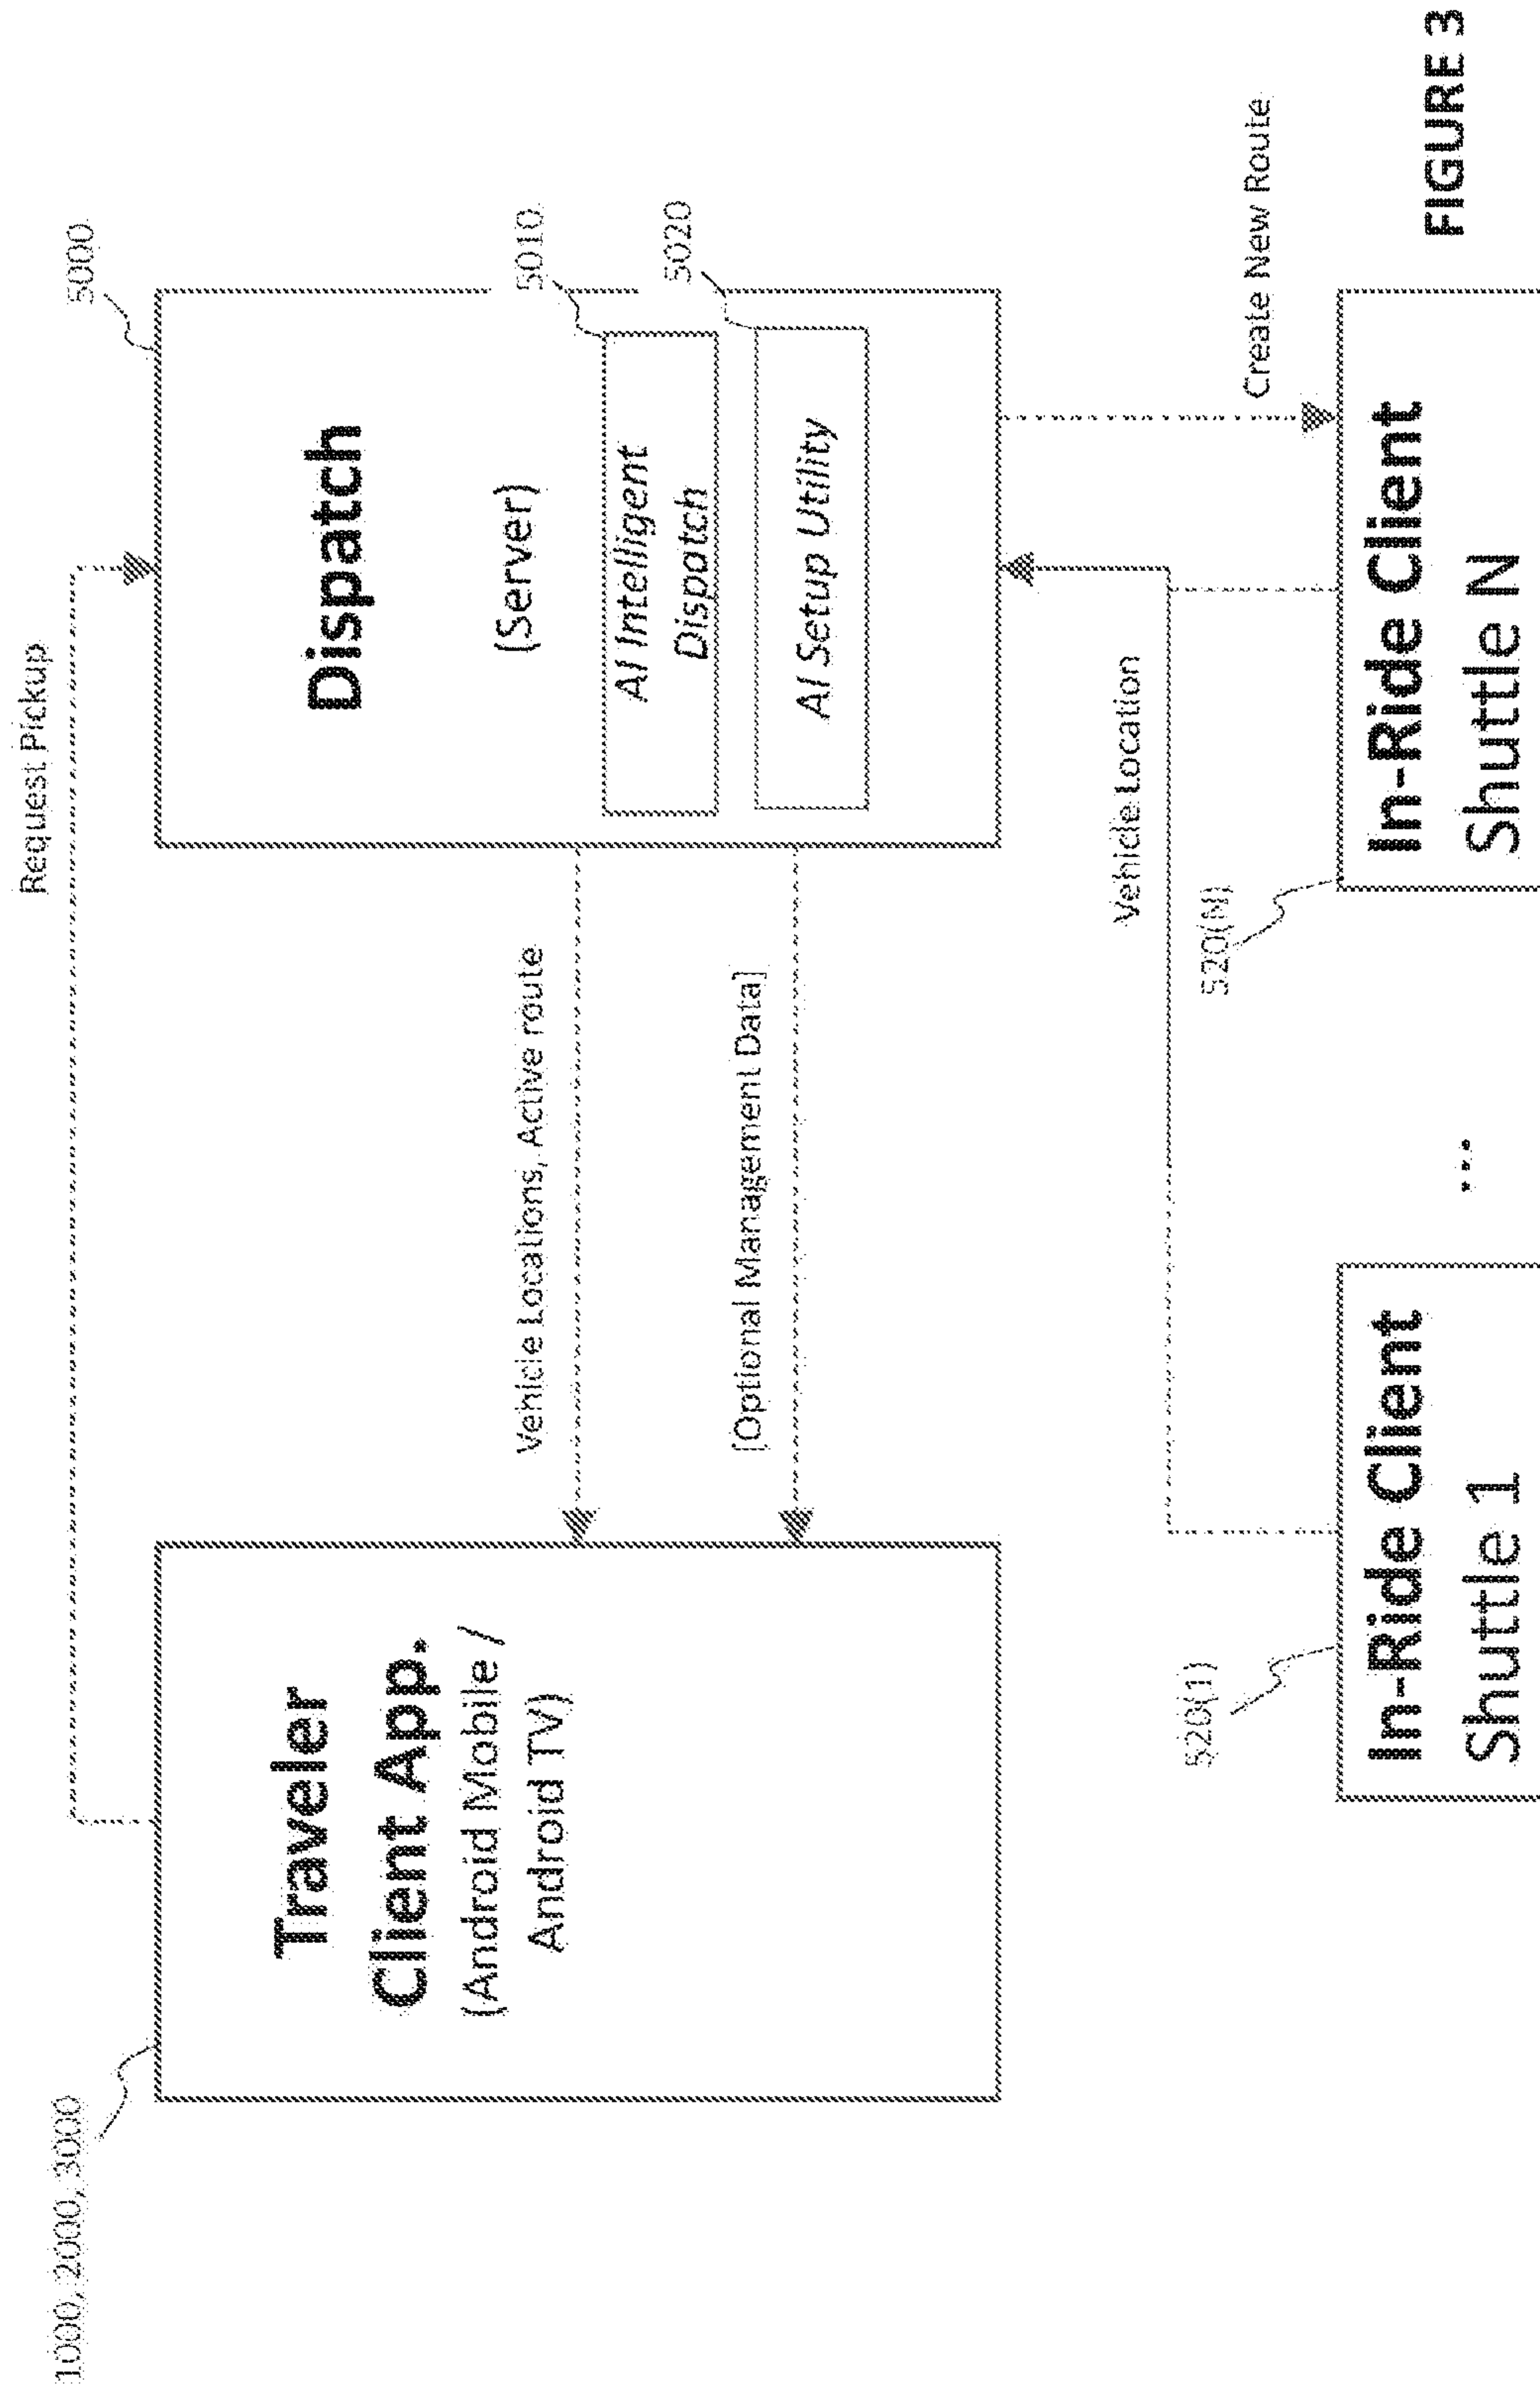 Request Pickup
1000, 2000, 3000
5000
Traveler
Client App.
(Android Mobile /
Android TV)
Vehicle Locations, Active route
[Optional Management Data]
Dispatch
(Server)
5010
AI Intelligent
Dispatch
5020
AI Setup Utility
Vehicle Location
Create New Route
520(1)
In-Ride Client
Shuttle 1
...
520(N)
In-Ride Client
Shuttle N
FIGURE 3